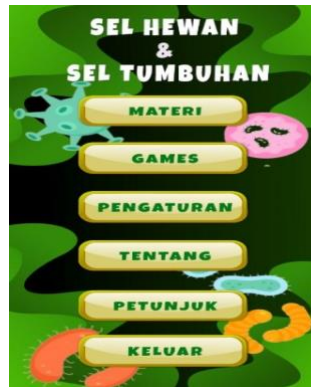 SEL HEWAN
&
SEL TUMBUHAN
MATERI
GAMES
PENGATURAN
TENTANG
PETUNJUK
KELUAR